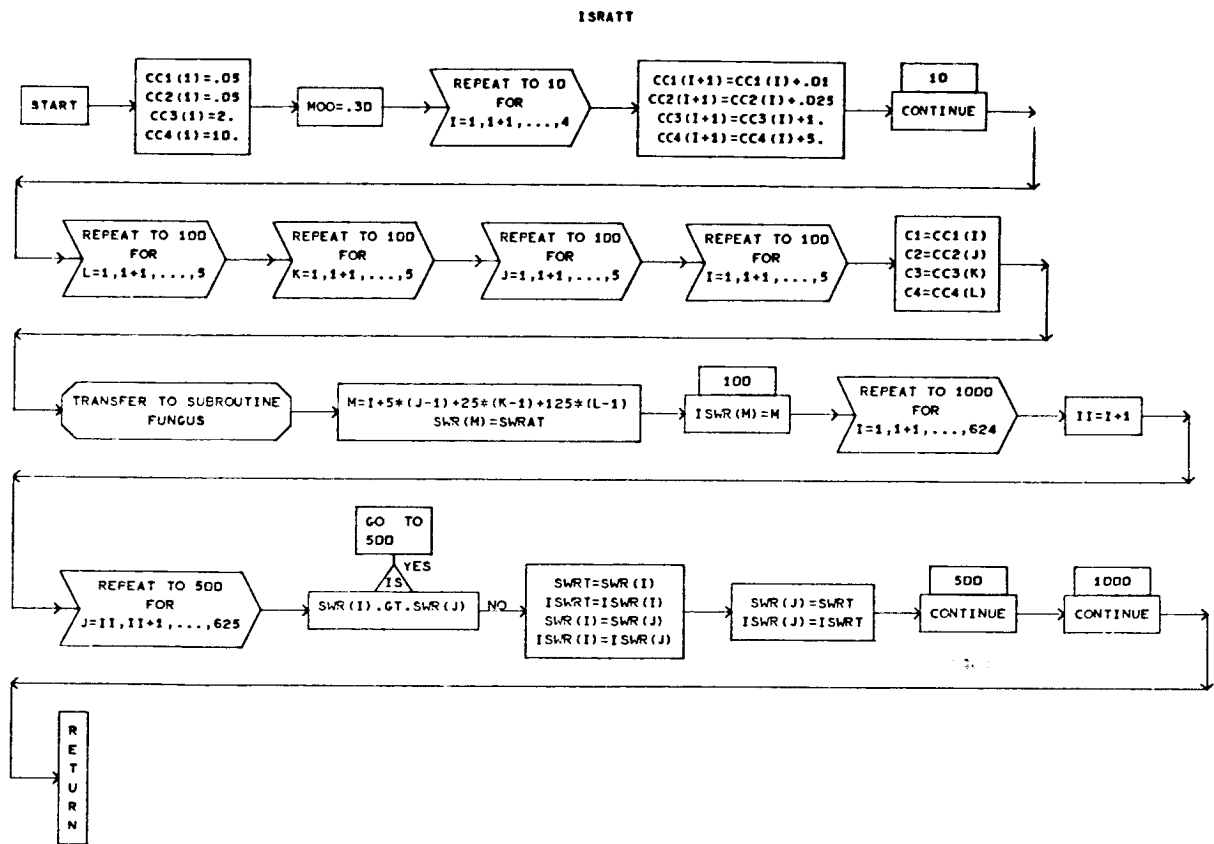 ISRATT
START
CC1(1)=.05
CC2(1)=.05
CC3(1)=2.
CC4(1)=10.
MOO=.30
REPEAT TO 10
FOR
I=1,1+1,...,4
CC1(I+1)=CC1(I)+.01
CC2(I+1)=CC2(I)+.025
CC3(I+1)=CC3(I)+1.
CC4(I+1)=CC4(I)+5.
10
CONTINUE
REPEAT TO 100
FOR
L=1,1+1,...,5
REPEAT TO 100
FOR
K=1,1+1,...,5
REPEAT TO 100
FOR
J=1,1+1,...,5
REPEAT TO 100
FOR
I=1,1+1,...,5
C1=CC1(I)
C2=CC2(J)
C3=CC3(K)
C4=CC4(L)
TRANSFER TO SUBROUTINE
FUNGUS
M=I+5*(J-1)+25*(K-1)+125*(L-1)
SWR(M)=SWRAT
100
ISWR(M)=M
REPEAT TO 1000
FOR
I=1,1+1,...,624
II=I+1
REPEAT TO 500
FOR
J=II,II+1,...,625
GO TO
500
YES
IS
SWR(I).GT.SWR(J)
NO
SWRT=SWR(I)
ISWRT=ISWR(I)
SWR(I)=SWR(J)
ISWR(I)=ISWR(J)
SWR(J)=SWRT
ISWR(J)=ISWRT
500
CONTINUE
1000
CONTINUE
RETURN